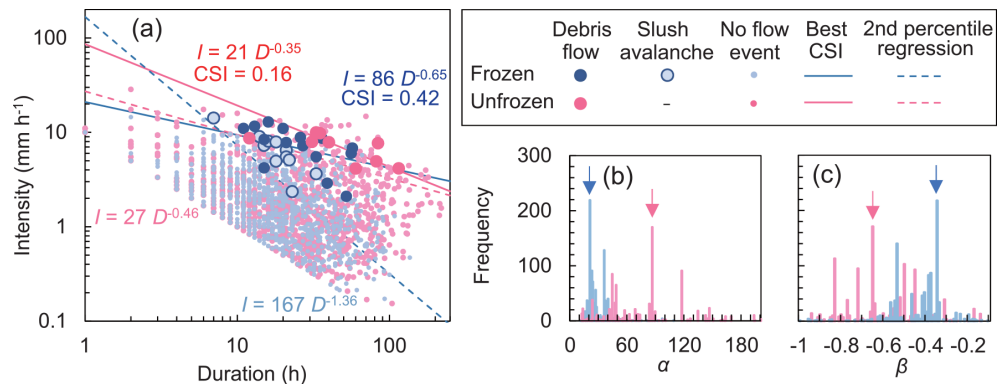 (a)
I = 21 D-0.35
CSI = 0.16
I = 86 D-0.65
CSI = 0.42
I = 27 D-0.46
I = 167 D-1.36
Intensity (mm h-1)
100
10
1
0.1
1
10
100
Duration (h)
Debris flow
Slush avalanche
No flow event
Best CSI
2nd percentile regression
Frozen
Unfrozen
–
(b)
Frequency
300
200
100
0
0
60
120
180
α
(c)
-1
-0.8
-0.6
-0.4
-0.2
β